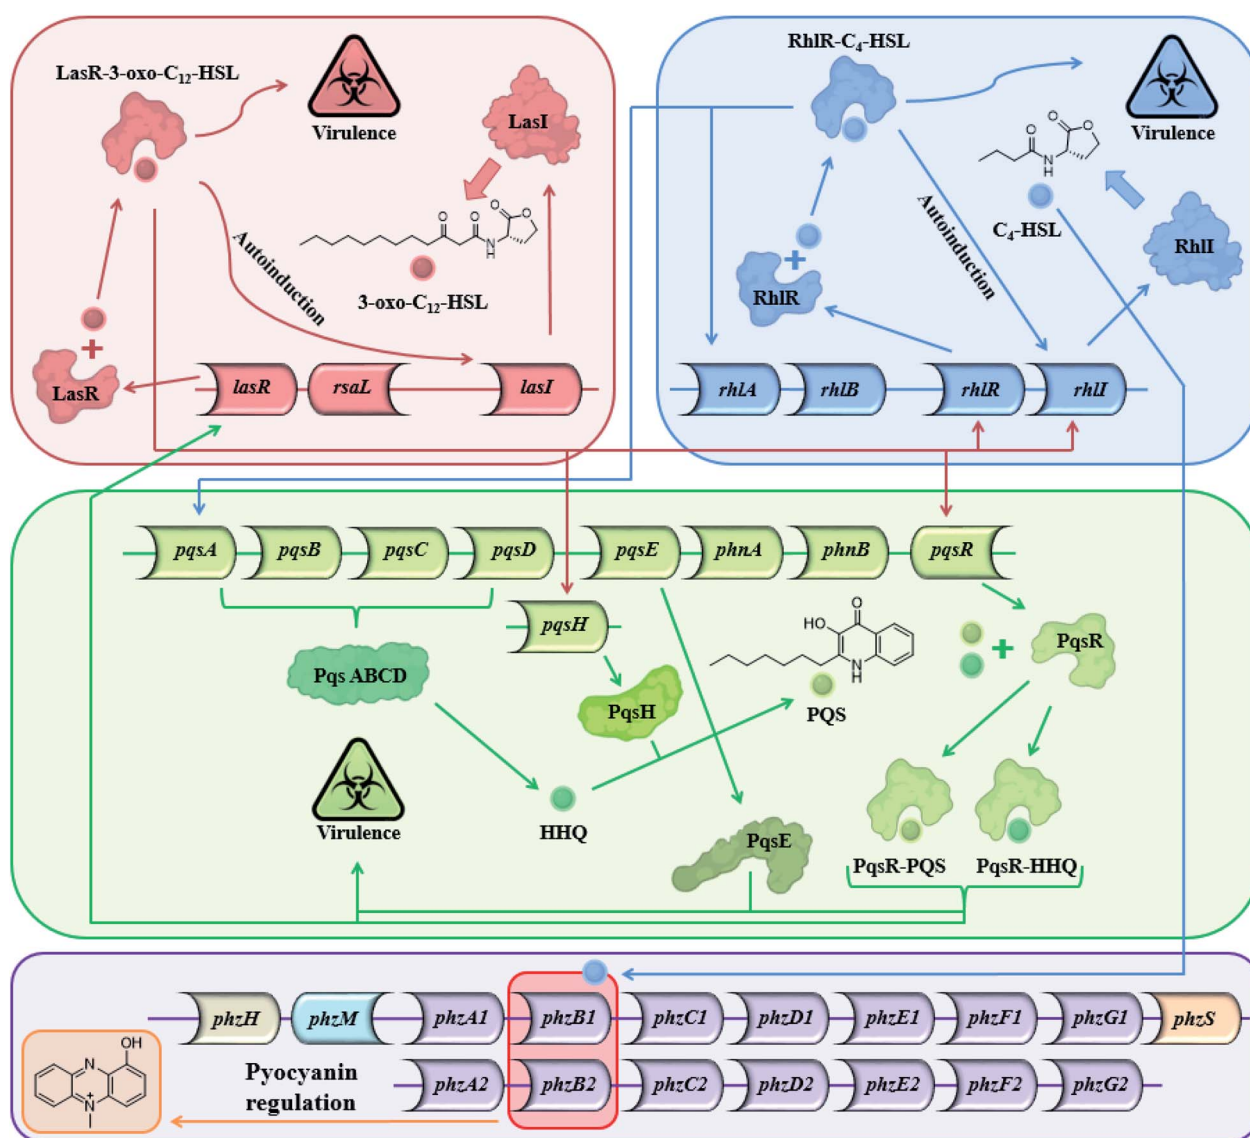 LasR-3-oxo-C12-HSL
Virulence
LasI
Autoinduction
3-oxo-C12-HSL
LasR
lasR
rsaL
lasI
RhlR-C4-HSL
Virulence
C4-HSL
RhlI
RhlR
Autoinduction
rhlA
rhlB
rhlR
rhlI
O
O
O
N
H
O
O
O
N
H
pqsA
pqsB
pqsC
pqsD
pqsE
phnA
phnB
pqsR
pqsH
Pqs ABCD
PqsH
HO
O
N
H
PQS
PqsR
Virulence
HHQ
PqsE
PqsR-PQS
PqsR-HHQ
phzH
phzM
phzA1
phzB1
phzC1
phzD1
phzE1
phzF1
phzG1
phzS
OH
N
N+
Pyocyanin
regulation
phzA2
phzB2
phzC2
phzD2
phzE2
phzF2
phzG2